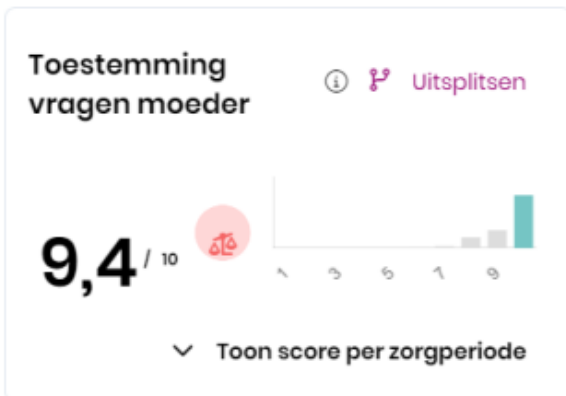 Toestemming
vragen moeder
Uitsplitsen
9,4 / 10
1 3 5 7 9
Toon score per zorgperiode